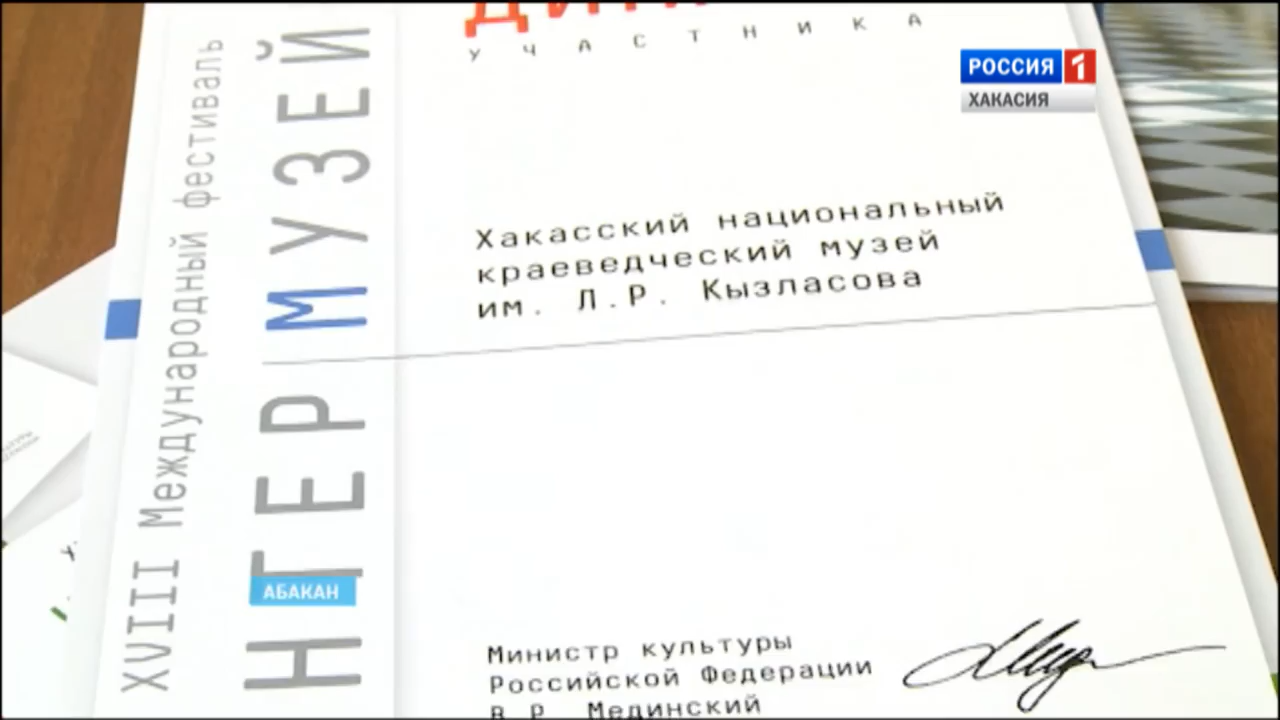 УЧАСТНИКА
РОССИЯ 1
ХАКАСИЯ
XVIII Международный фестиваль
МУЗЕЙ
Хакасский национальный
краеведческий музей
им. Л.Р. Кызласова
АБАКАН
Министр культуры
Российской Федерации
В.Р. Мединский